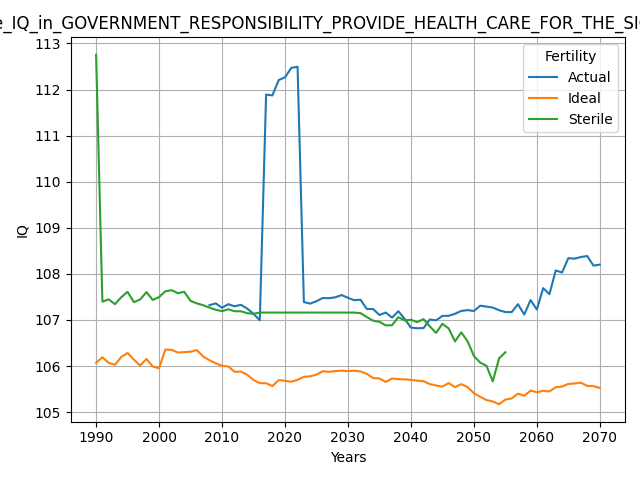 e_IQ_in_GOVERNMENT_RESPONSIBILITY_PROVIDE_HEALTH_CARE_FOR_THE_SI
113
112
111
110
109
108
107
106
105
IQ
Fertility
Actual
Ideal
Sterile
1990 2000 2010 2020 2030 2040 2050 2060 2070
Years